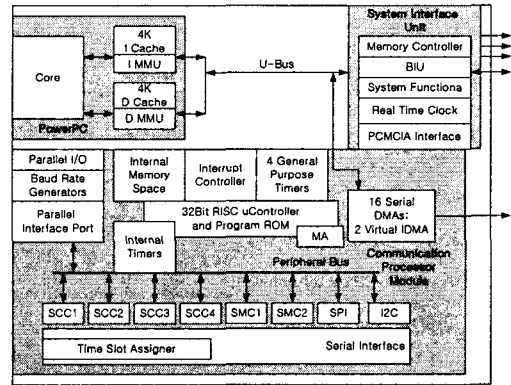 System Interface
Unit
4K
I Cache
I MMU
Core
4K
D Cache
D MMU
PowerPC
U-Bus
Memory Controller
BIU
System Functiona
Real Time Clock
PCMCIA Interface
Parallel I/O
Baud Rate
Generators
Parallel
Interface Port
Internal
Memory
Space
Interrupt
Controller
4 General
Purpose
Timers
32Bit RISC uController
and Program ROM
MA
Internal
Timers
16 Serial
DMAs:
2 Virtual IDMA
Peripheral Bus
Communication
Processor
Module
SCC1
SCC2
SCC3
SCC4
SMC1
SMC2
SPI
I2C
Time Slot Assigner
Serial Interface